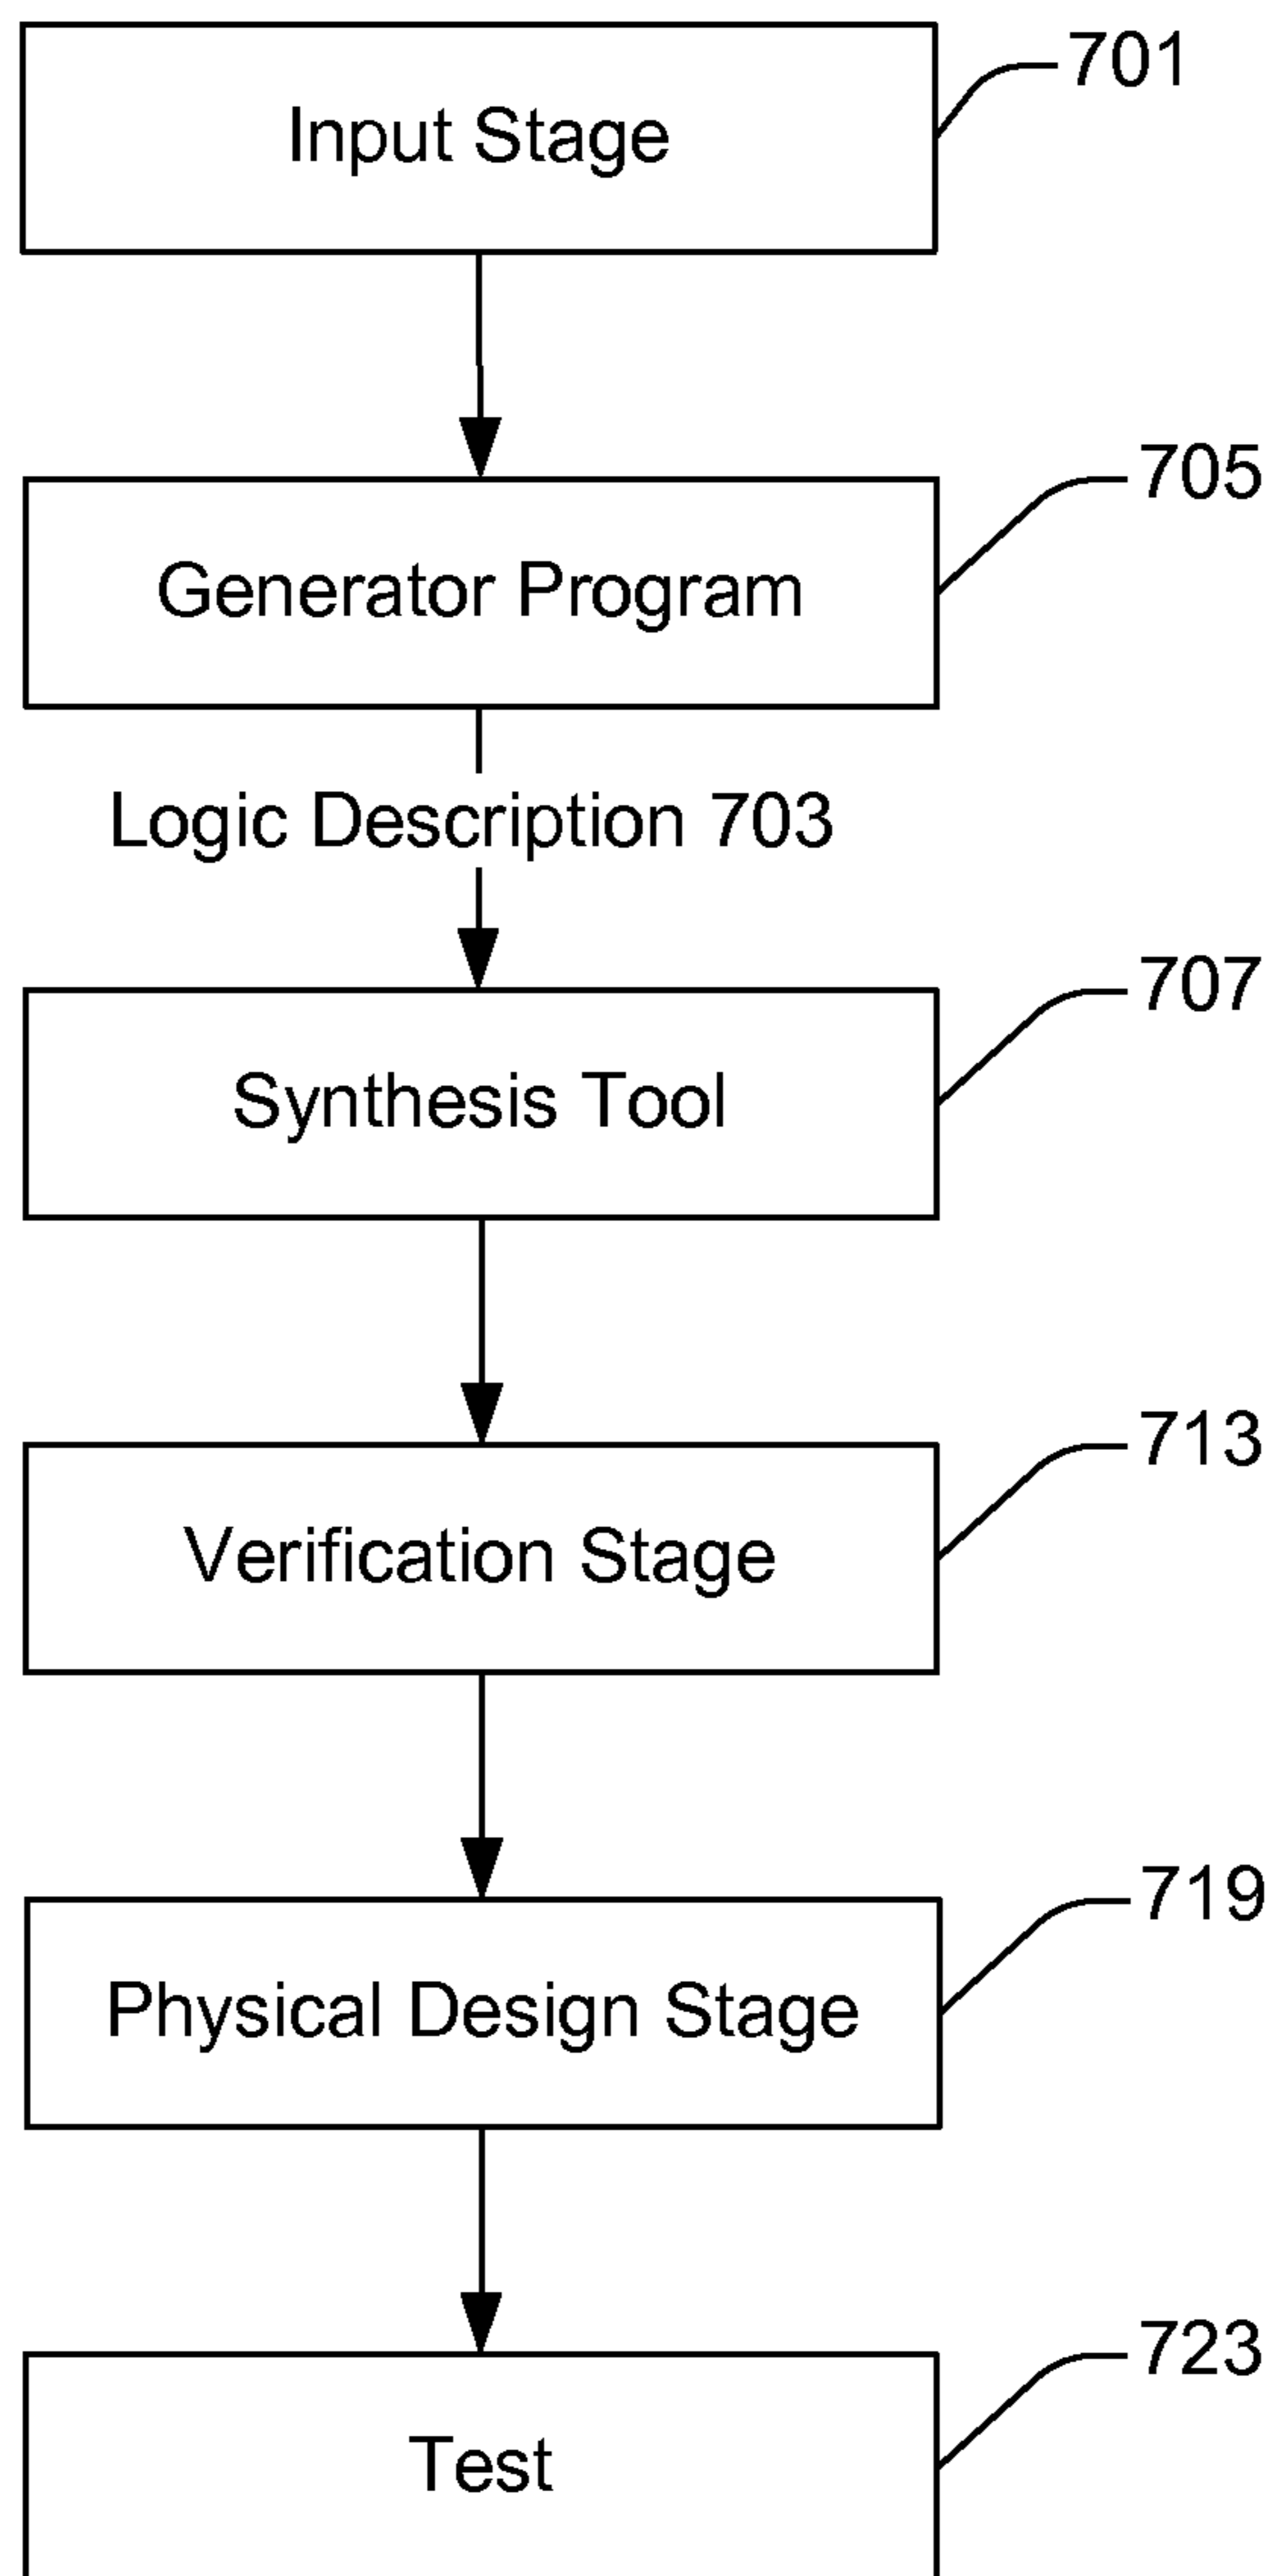 701
Input Stage
705
Generator Program
Logic Description 703
707
Synthesis Tool
713
Verification Stage
719
Physical Design Stage
723
Test